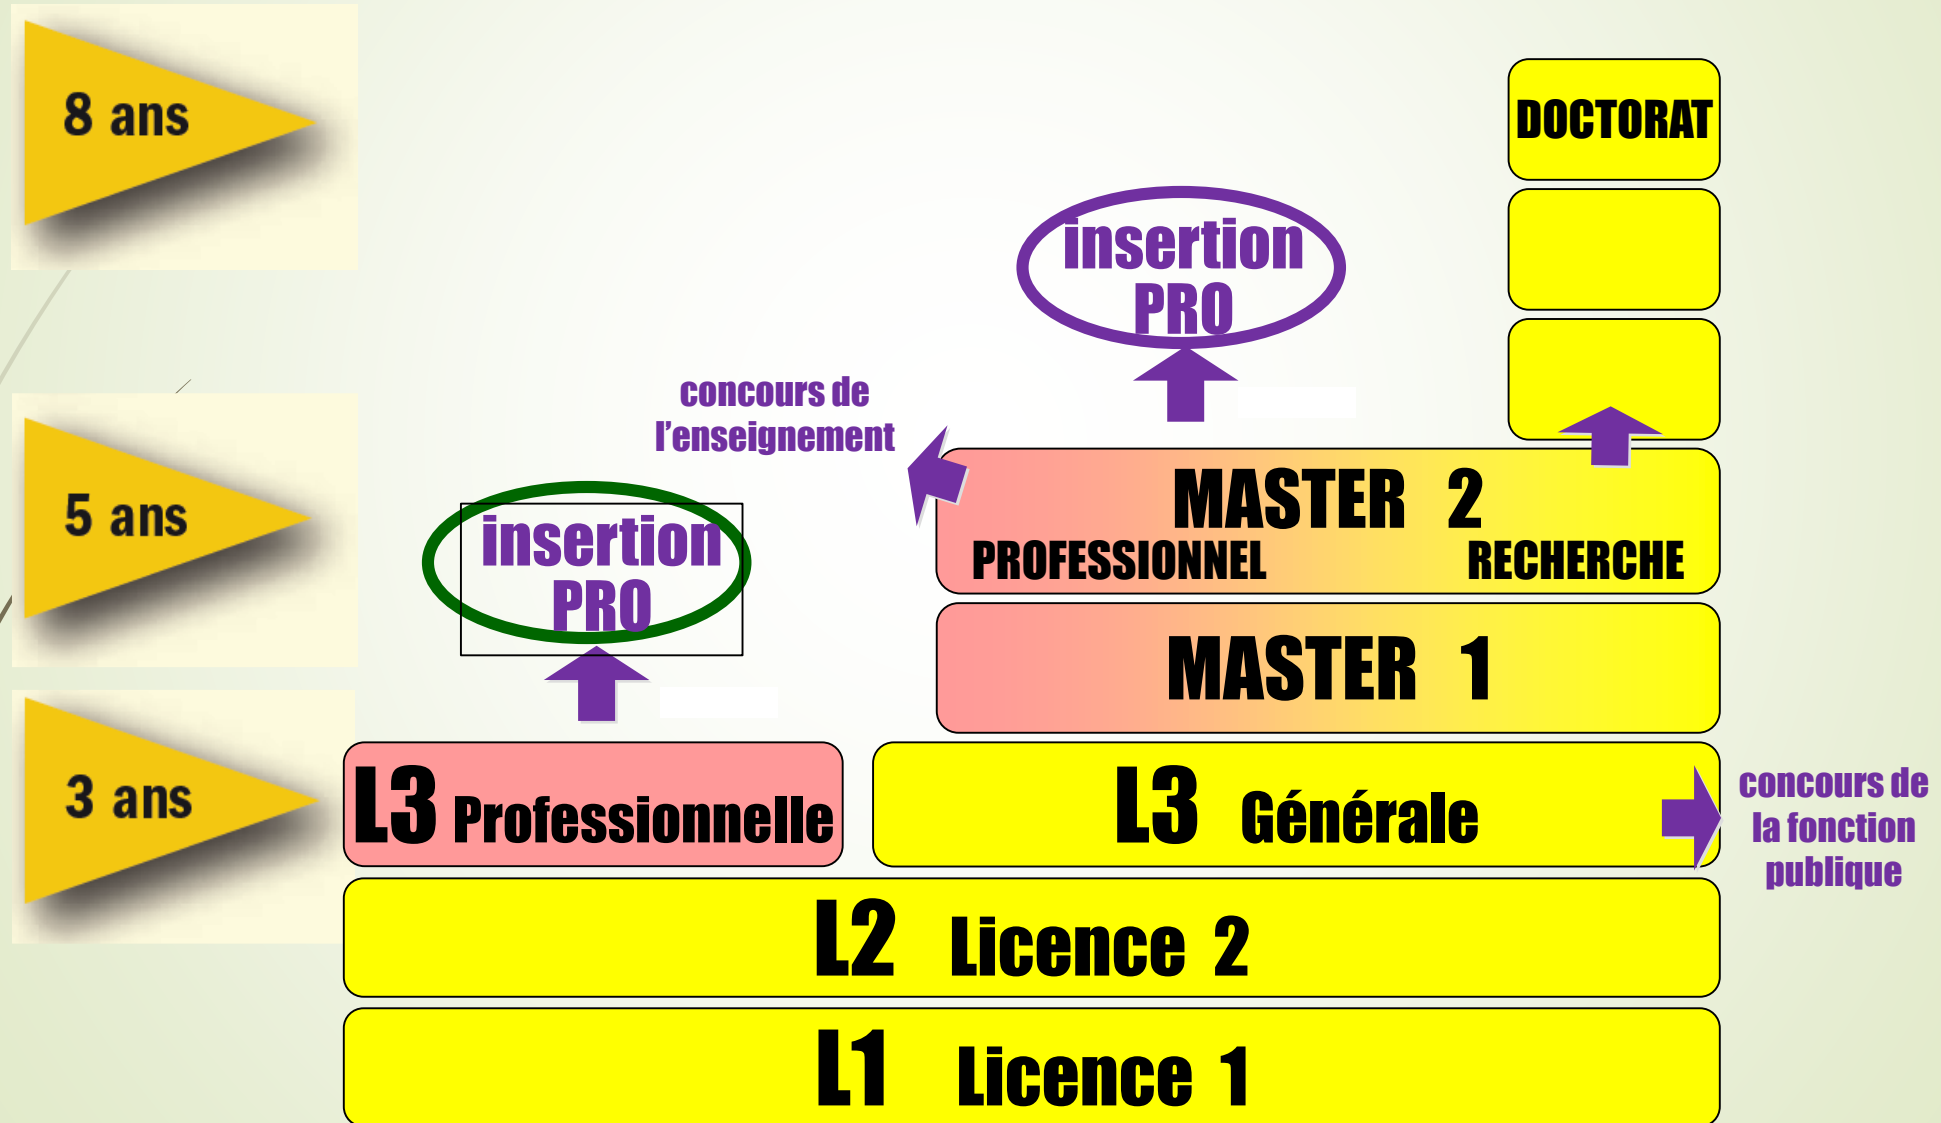 8 ans
DOCTORAT
insertion
PRO
concours de
l’enseignement
5 ans
MASTER 2
PROFESSIONNEL RECHERCHE
insertion
PRO
MASTER 1
3 ans
L3 Professionnelle
L3 Générale
concours de
la fonction
publique
L2 Licence 2
L1 Licence 1